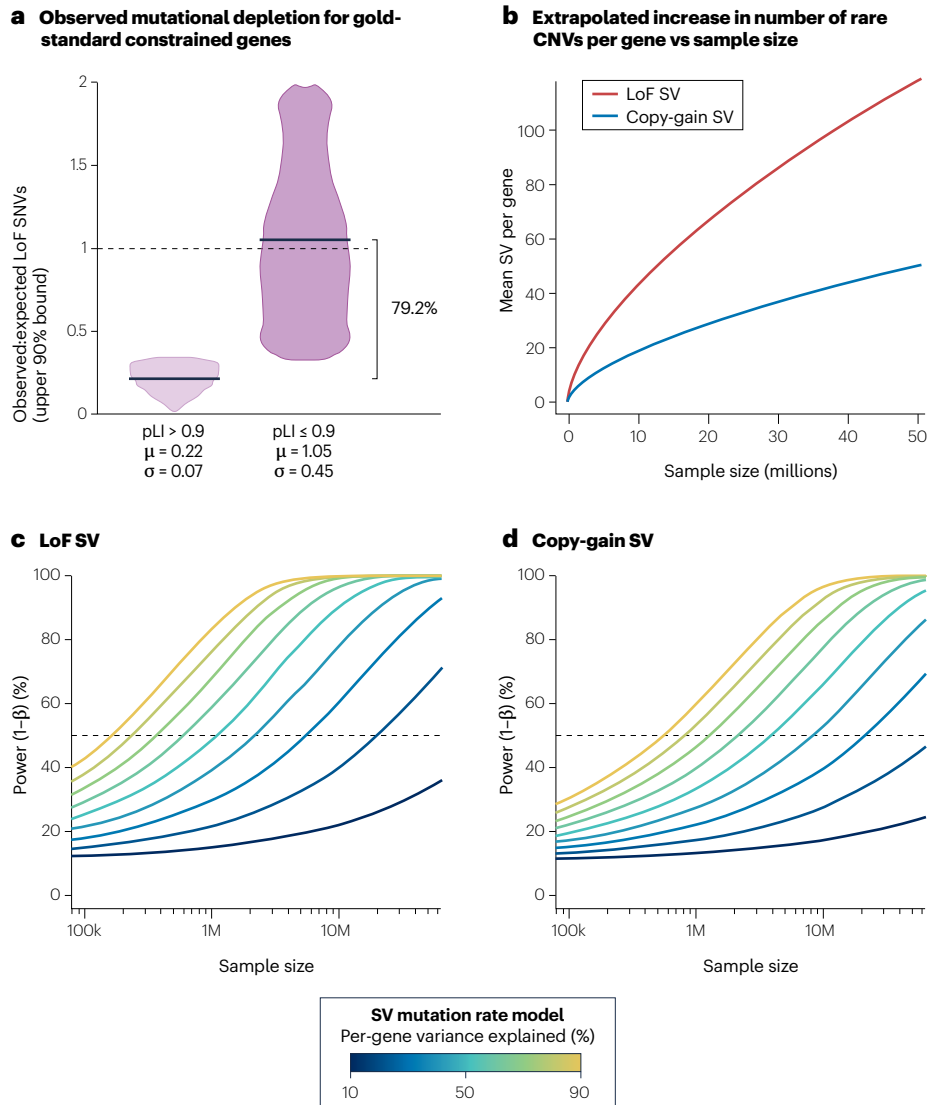 a Observed mutational depletion for gold-
standard constrained genes
Observed:expected LoF SNVs
(upper 90% bound)
2
1.5
1
0.5
0
79.2%
pLI > 0.9
μ = 0.22
σ = 0.07
pLI ≤ 0.9
μ = 1.05
σ = 0.45
b Extrapolated increase in number of rare
CNVs per gene vs sample size
LoF SV
Copy-gain SV
Mean SV per gene
100
80
60
40
20
0
0 10 20 30 40 50
Sample size (millions)
c LoF SV
Power (1–β) (%)
100
80
60
40
20
0
100k 1M 10M
Sample size
d Copy-gain SV
Power (1–β) (%)
100
80
60
40
20
0
100k 1M 10M
Sample size
SV mutation rate model
Per-gene variance explained (%)
10 50 90